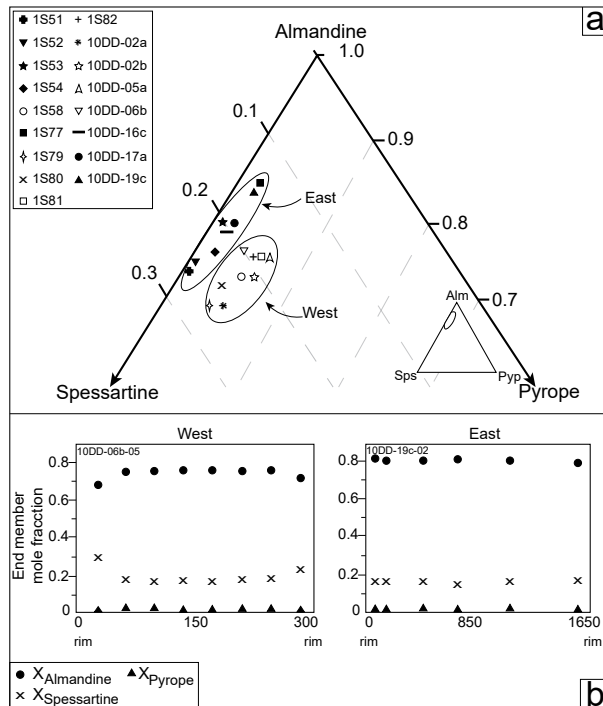 a
1S51 1S82
1S52 10DD-02a
1S53 10DD-02b
1S54 10DD-05a
1S58 10DD-06b
1S77 10DD-16c
1S79 10DD-17a
1S80 10DD-19c
1S81
Almandine
1.0
0.1 0.9
0.2 East 0.8
0.3 West 0.7
Alm
Sps Pyp
Spessartine Pyrope
West East
10DD-06b-05 10DD-19c-02
End member
mole fracction
0.8 0.8
0.6 0.6
0.4 0.4
0.2 0.2
0 0
0 150 300 0 850 1650
rim rim rim rim
XAlmandine XPyrope
XSpessartine
b